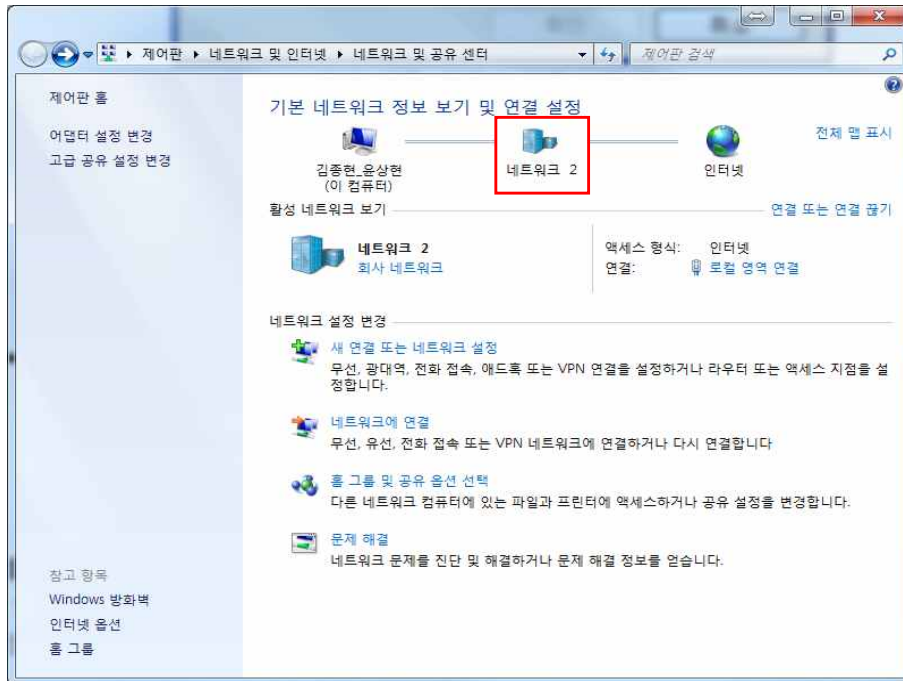 제어판 ▸ 네트워크 및 인터넷 ▸ 네트워크 및 공유 센터
제어판 검색
제어판 홈
어댑터 설정 변경
고급 공유 설정 변경
기본 네트워크 정보 보기 및 연결 설정
전체 맵 표시
김종현_윤상현
(이 컴퓨터)
네트워크 2
인터넷
활성 네트워크 보기
연결 또는 연결 끊기
네트워크 2
회사 네트워크
액세스 형식: 인터넷
연결: 로컬 영역 연결
네트워크 설정 변경
새 연결 또는 네트워크 설정
무선, 광대역, 전화 접속, 애드혹 또는 VPN 연결을 설정하거나 라우터 또는 액세스 지점을 설
정합니다.
네트워크에 연결
무선, 유선, 전화 접속 또는 VPN 네트워크에 연결하거나 다시 연결합니다
홈 그룹 및 공유 옵션 선택
다른 네트워크 컴퓨터에 있는 파일과 프린터에 액세스하거나 공유 설정을 변경합니다.
문제 해결
네트워크 문제를 진단 및 해결하거나 문제 해결 정보를 얻습니다.
참고 항목
Windows 방화벽
인터넷 옵션
홈 그룹